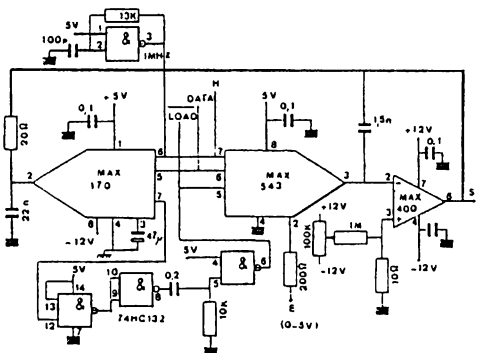 13K
5V
1
2
3
100p
1MHz
H
DATA
LOAD
+5V
0,1
1
5V
0,1
8
1,5n
+12V
0,1
20Ω
2
MAX
170
6
5
7
7
6
5
MAX
543
3
2
3
MAX
400
7
6
4
S
22n
8
4
3
-12V
47µ
4
2
+12V
100K
1M
-12V
10Ω
-12V
200Ω
E
(0-5V)
5V
14
13
12
7
10
9
8
74HC132
0,2
5V
4
5
6
10K